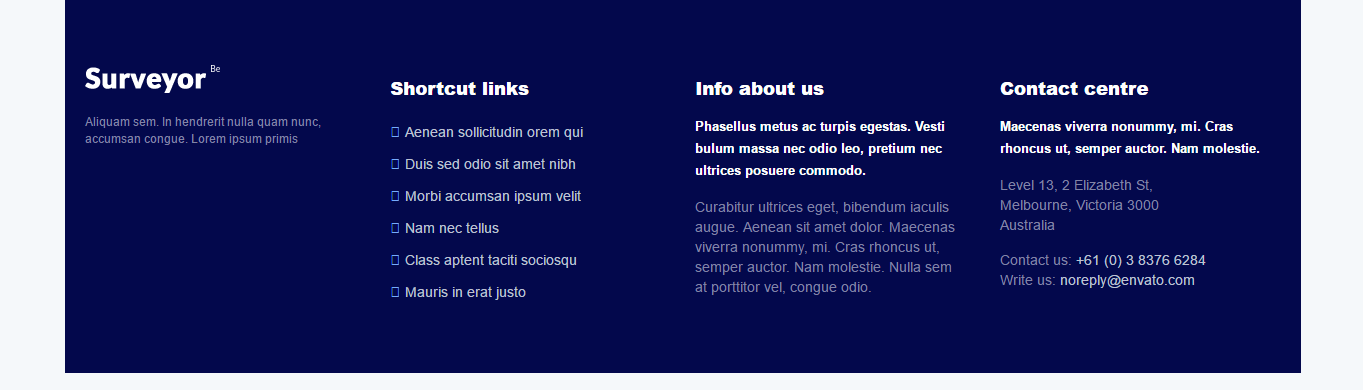 Surveyor Be
Aliquam sem. In hendrerit nulla quam nunc,
accumsan congue. Lorem ipsum primis
Shortcut links
Aenean sollicitudin orem qui
Duis sed odio sit amet nibh
Morbi accumsan ipsum velit
Nam nec tellus
Class aptent taciti sociosqu
Mauris in erat justo
Info about us
Phasellus metus ac turpis egestas. Vesti
bulum massa nec odio leo, pretium nec
ultrices posuere commodo.
Curabitur ultrices eget, bibendum iaculis
augue. Aenean sit amet dolor. Maecenas
viverra nonummy, mi. Cras rhoncus ut,
semper auctor. Nam molestie. Nulla sem
at porttitor vel, congue odio.
Contact centre
Maecenas viverra nonummy, mi. Cras
rhoncus ut, semper auctor. Nam molestie.
Level 13, 2 Elizabeth St,
Melbourne, Victoria 3000
Australia
Contact us: +61 (0) 3 8376 6284
Write us: noreply@envato.com